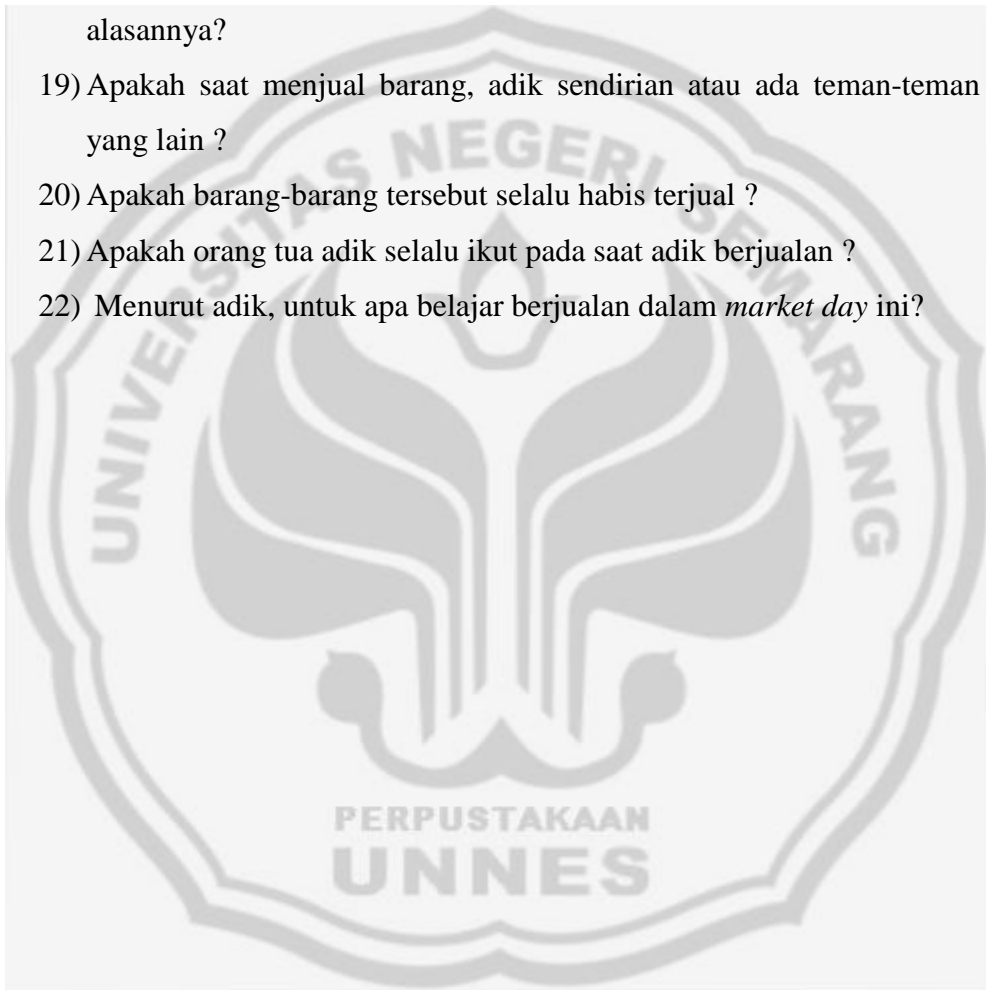 alasannya?
19) Apakah saat menjual barang, adik sendirian atau ada teman-teman
yang lain ?
20) Apakah barang-barang tersebut selalu habis terjual ?
21) Apakah orang tua adik selalu ikut pada saat adik berjualan ?
22) Menurut adik, untuk apa belajar berjualan dalam market day ini?
UNIVERSITAS NEGERI SEMARANG
PERPUSTAKAAN
UNNES